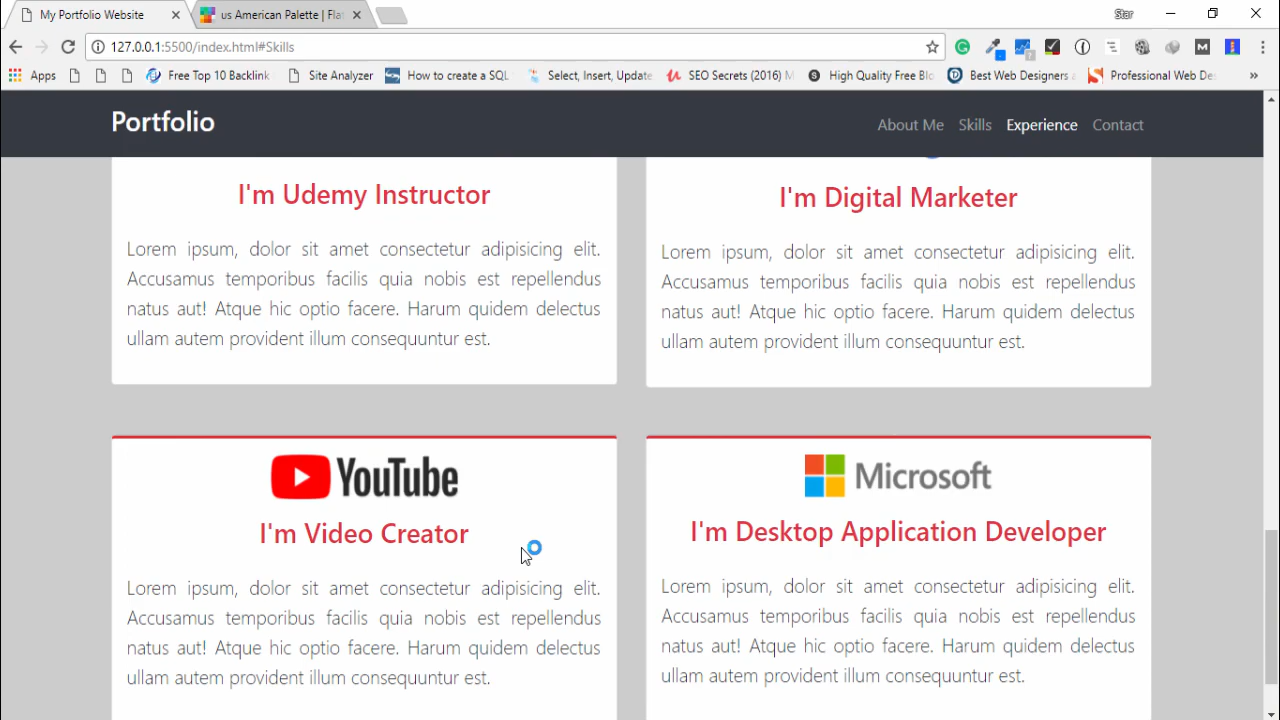 My Portfolio Website
us American Palette | Fla
Star
127.0.0.1:5500/index.html#Skills
Apps
Free Top 10 Backlink
Site Analyzer
How to create a SQL
Select, Insert, Update
SEO Secrets (2016) M
High Quality Free Blo
Best Web Designers a
Professional Web Des
»
Portfolio
About Me
Skills
Experience
Contact
I'm Udemy Instructor
Lorem ipsum, dolor sit amet consectetur adipisicing elit.
Accusamus temporibus facilis quia nobis est repellendus
natus aut! Atque hic optio facere. Harum quidem delectus
ullam autem provident illum consequuntur est.
I'm Digital Marketer
Lorem ipsum, dolor sit amet consectetur adipisicing elit.
Accusamus temporibus facilis quia nobis est repellendus
natus aut! Atque hic optio facere. Harum quidem delectus
ullam autem provident illum consequuntur est.
YouTube
I'm Video Creator
Lorem ipsum, dolor sit amet consectetur adipisicing elit.
Accusamus temporibus facilis quia nobis est repellendus
natus aut! Atque hic optio facere. Harum quidem delectus
ullam autem provident illum consequuntur est.
Microsoft
I'm Desktop Application Developer
Lorem ipsum, dolor sit amet consectetur adipisicing elit.
Accusamus temporibus facilis quia nobis est repellendus
natus aut! Atque hic optio facere. Harum quidem delectus
ullam autem provident illum consequuntur est.